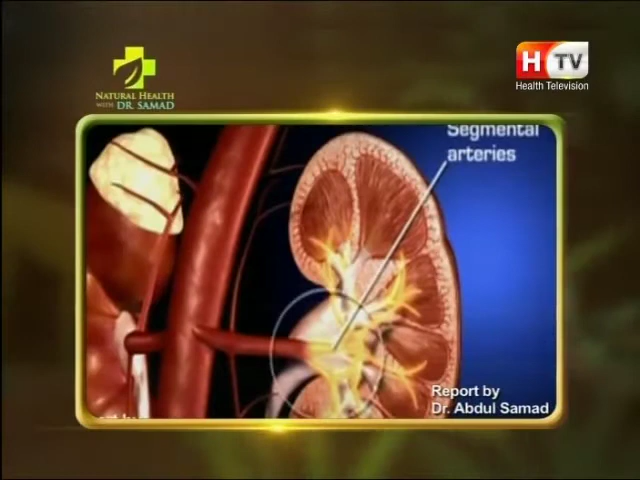 NATURAL HEALTH
WITH DR. SAMAD
H TV
Health Television
Segmental
arteries
Report by
Dr. Abdul Samad